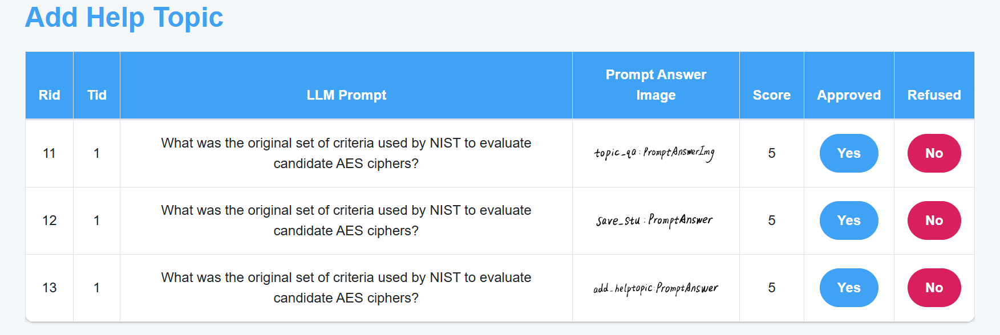 Add Help Topic
Rid Tid LLM Prompt Prompt Answer Image Score Approved Refused
11 1 What was the original set of criteria used by NIST to evaluate candidate AES ciphers? topic_qa:PromptAnswerImg 5 Yes No
12 1 What was the original set of criteria used by NIST to evaluate candidate AES ciphers? save_stu:PromptAnswer 5 Yes No
13 1 What was the original set of criteria used by NIST to evaluate candidate AES ciphers? add_helptopic:PromptAnswer 5 Yes No